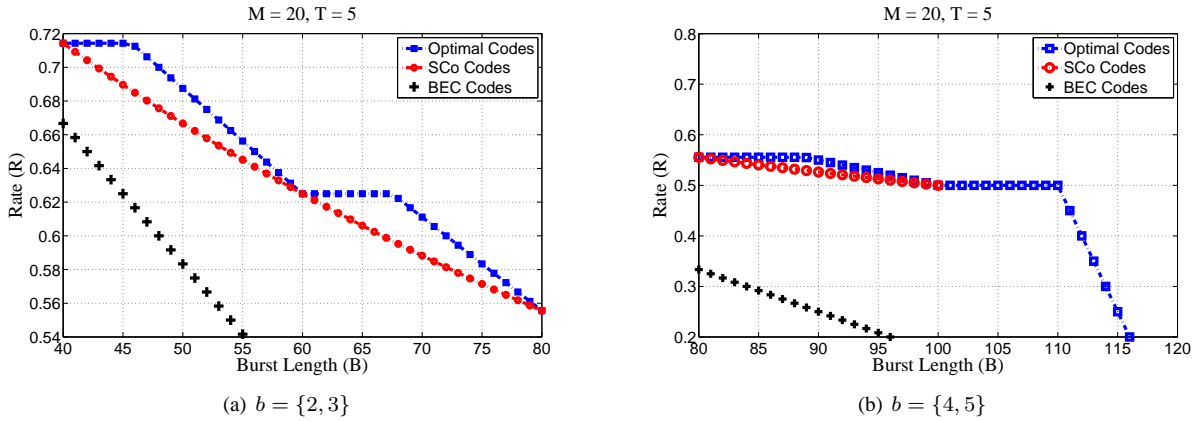 M = 20, T = 5
0.72
0.7
0.68
0.66
0.64
0.62
0.6
0.58
0.56
0.54
Rate (R)
Optimal Codes
SCo Codes
BEC Codes
40 45 50 55 60 65 70 75 80
Burst Length (B)
(a) b = {2, 3}
M = 20, T = 5
0.8
0.7
0.6
0.5
0.4
0.3
0.2
Rate (R)
Optimal Codes
SCo Codes
BEC Codes
80 85 90 95 100 105 110 115 120
Burst Length (B)
(b) b = {4, 5}